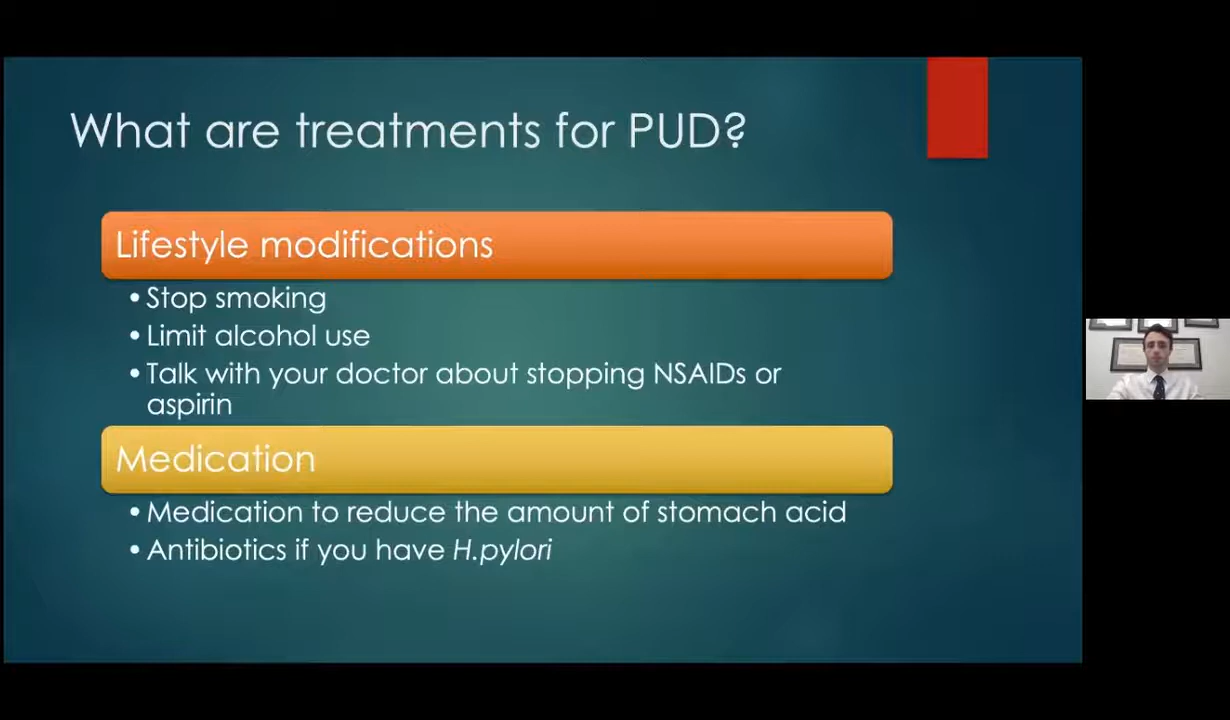 What are treatments for PUD?
Lifestyle modifications
•Stop smoking
•Limit alcohol use
•Talk with your doctor about stopping NSAIDs or
aspirin
Medication
•Medication to reduce the amount of stomach acid
•Antibiotics if you have H.pylori